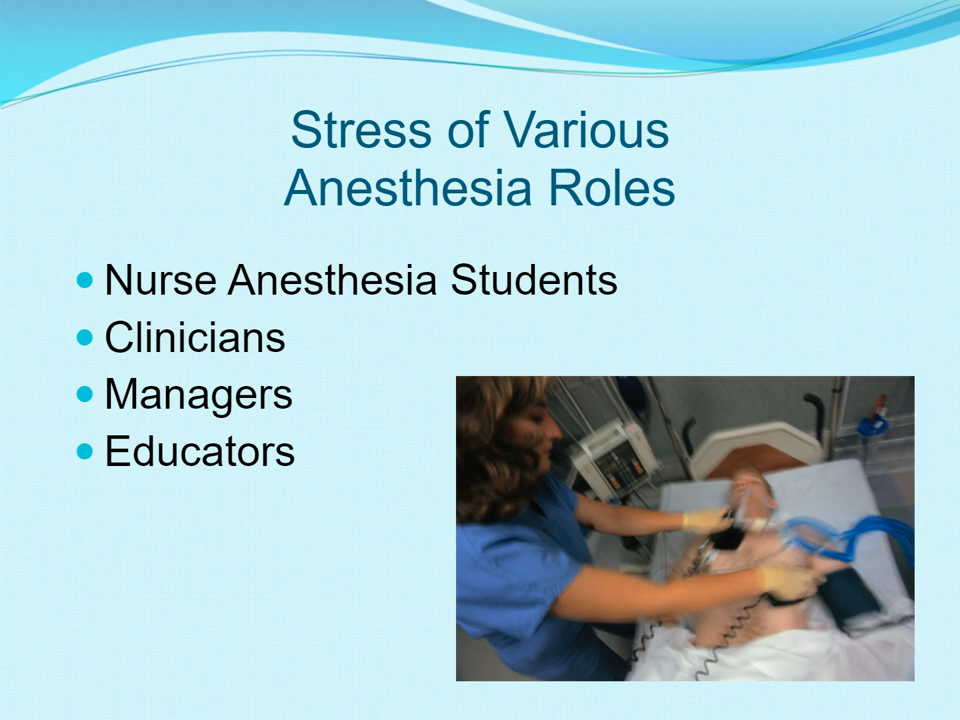 Stress of Various
Anesthesia Roles
Nurse Anesthesia Students
Clinicians
Managers
Educators